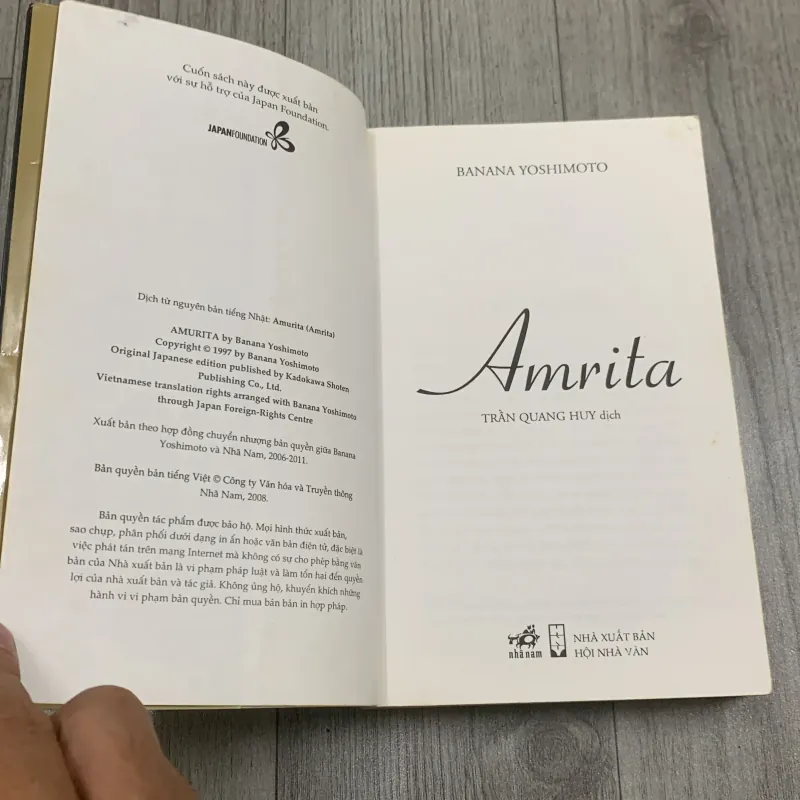 Cuốn sách này được xuất bản
với sự hỗ trợ của Japan Foundation.
JAPANFOUNDATION
Dịch từ nguyên bản tiếng Nhật: Amurita (Amrita)
AMURITA by Banana Yoshimoto
Copyright © 1997 by Banana Yoshimoto
Original Japanese edition published by Kadokawa Shoten
Publishing Co., Ltd.
Vietnamese translation rights arranged with Banana Yoshimoto
through Japan Foreign-Rights Centre
Xuất bản theo hợp đồng chuyển nhượng bản quyền giữa Banana
Yoshimoto và Nhã Nam, 2006-2011.
Bản quyền bản tiếng Việt © Công ty Văn hóa và Truyền thông
Nhã Nam, 2008.
Bản quyền tác phẩm được bảo hộ. Mọi hình thức xuất bản,
sao chụp, phân phối dưới dạng in ấn hoặc văn bản điện tử, đặc biệt là
việc phát tán trên mạng Internet mà không có sự cho phép bằng văn
bản của Nhà xuất bản là vi phạm pháp luật và làm tổn hại đến quyền
lợi của nhà xuất bản và tác giả. Không ủng hộ, khuyến khích những
hành vi vi phạm bản quyền. Chỉ mua bán bản in hợp pháp.
BANANA YOSHIMOTO
Amrita
TRẦN QUANG HUY dịch
nhã nam
NHÀ XUẤT BẢN
HỘI NHÀ VĂN